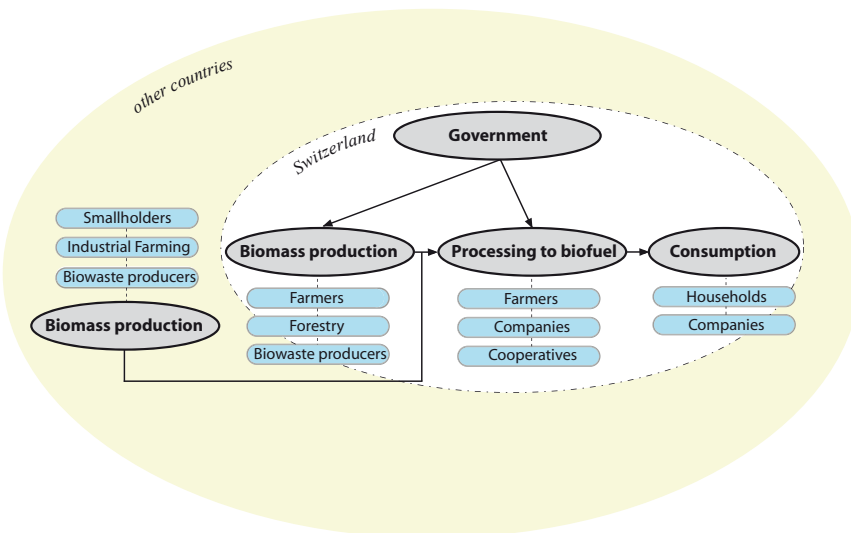 other countries
Switzerland
Government
Smallholders
Industrial Farming
Biowaste producers
Biomass production
Biomass production
Farmers
Forestry
Biowaste producers
Processing to biofuel
Farmers
Companies
Cooperatives
Consumption
Households
Companies